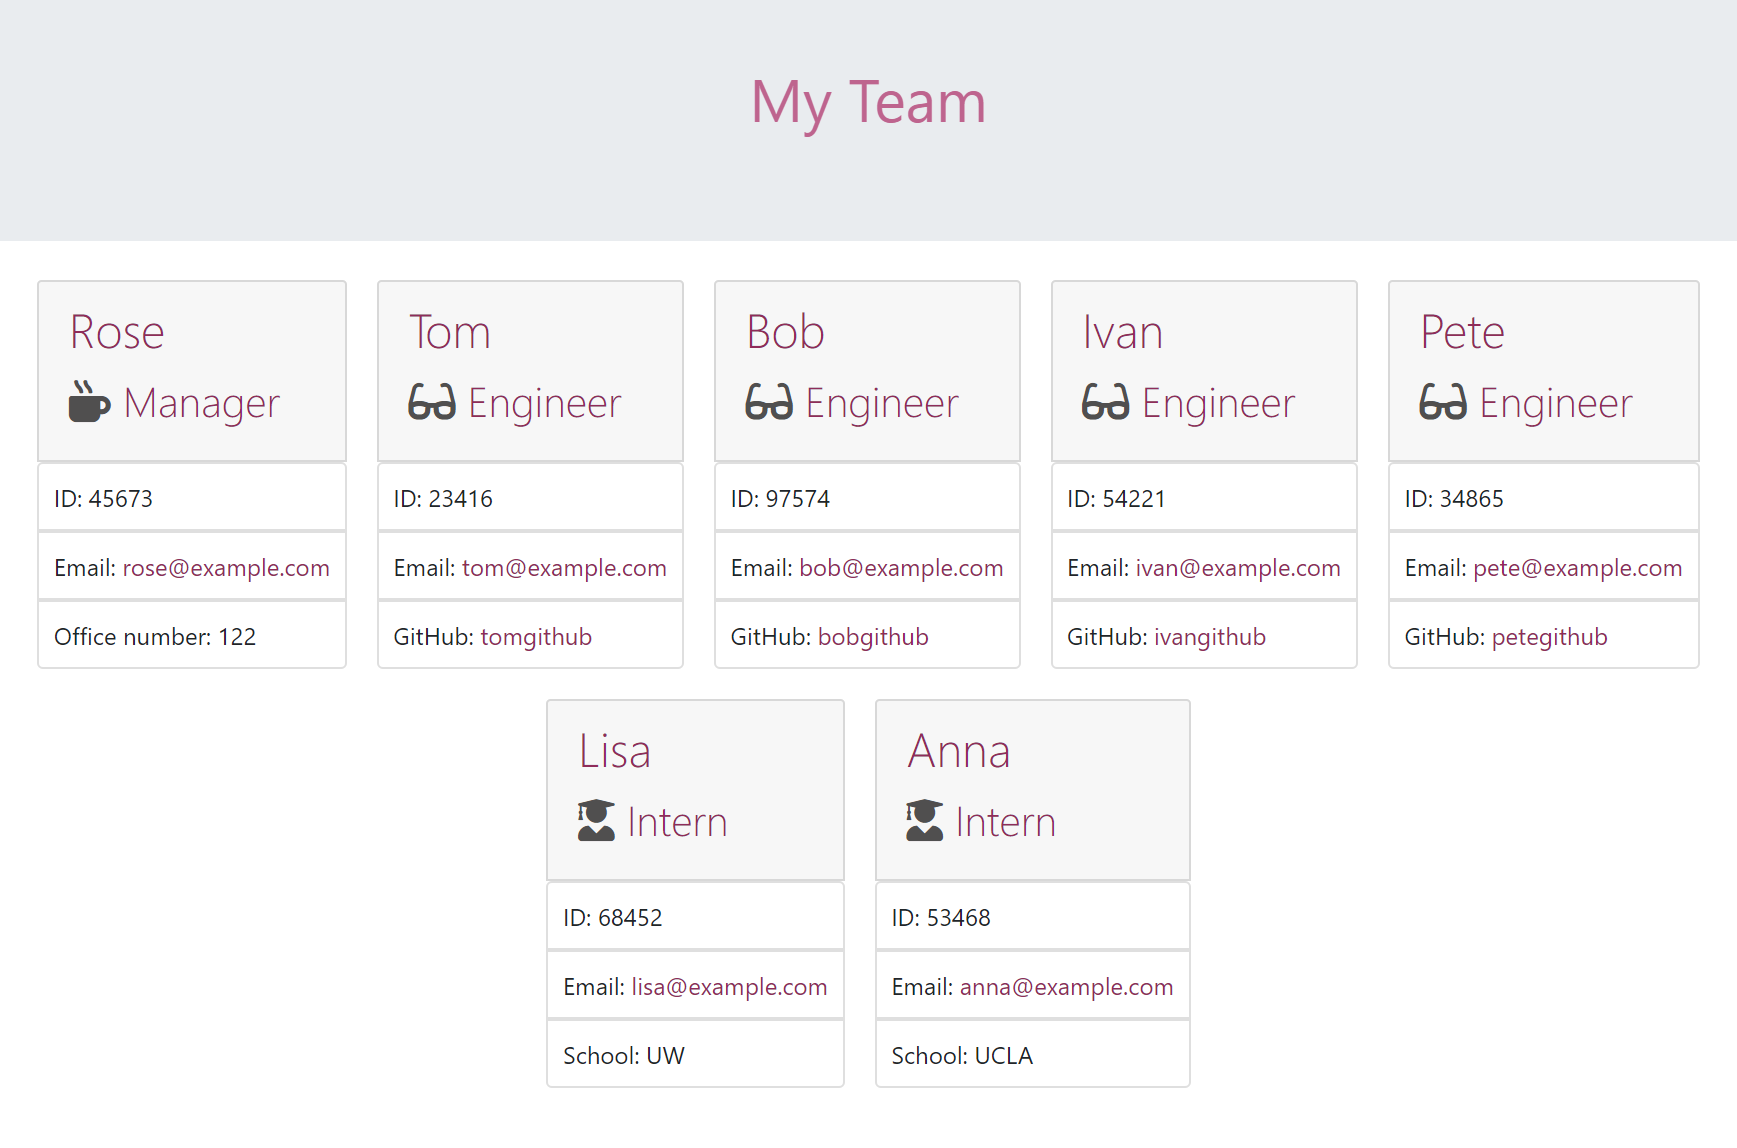 My Team
Rose
Manager
ID: 45673
Email: rose@example.com
Office number: 122
Tom
Engineer
ID: 23416
Email: tom@example.com
GitHub: tomgithub
Bob
Engineer
ID: 97574
Email: bob@example.com
GitHub: bobgithub
Ivan
Engineer
ID: 54221
Email: ivan@example.com
GitHub: ivangithub
Pete
Engineer
ID: 34865
Email: pete@example.com
GitHub: petegithub
Lisa
Intern
ID: 68452
Email: lisa@example.com
School: UW
Anna
Intern
ID: 53468
Email: anna@example.com
School: UCLA